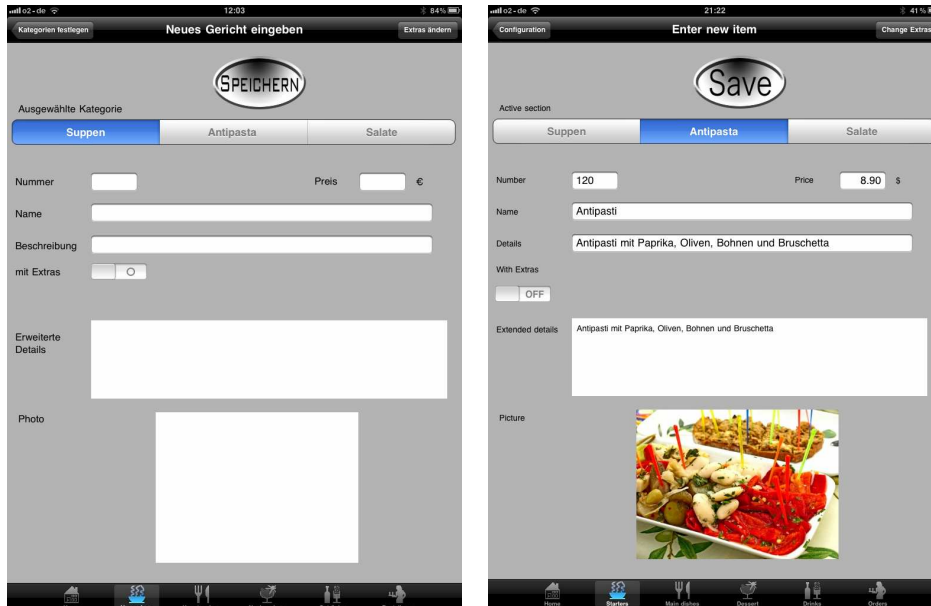 o2-de 12:03 84%
Kategorien festlegen Neues Gericht eingeben Extras ändern
SPEICHERN
Ausgewählte Kategorie
Suppen Antipasta Salate
Nummer Preis €
Name
Beschreibung
mit Extras
Erweiterte
Details
Photo
o2-de 21:22 41%
Configuration Enter new item Change Extras
Save
Active section
Suppen Antipasta Salate
Number 120 Price 8.90 $
Name Antipasti
Details Antipasti mit Paprika, Oliven, Bohnen und Bruschetta
With Extras
OFF
Extended details Antipasti mit Paprika, Oliven, Bohnen und Bruschetta
Picture
Home Starters Main dishes Dessert Drinks Orders